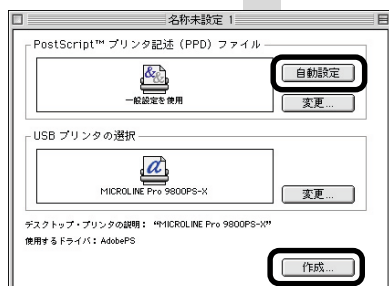 名称未設定 1
PostScript™ プリンタ記述（PPD）ファイル
自動設定
一般設定を使用
変更...
USB プリンタの選択
MICROLINE Pro 9800PS-X
変更...
デスクトップ・プリンタの説明： “MICROLINE Pro 9800PS-X”
使用するドライバ：AdobePS
作成...